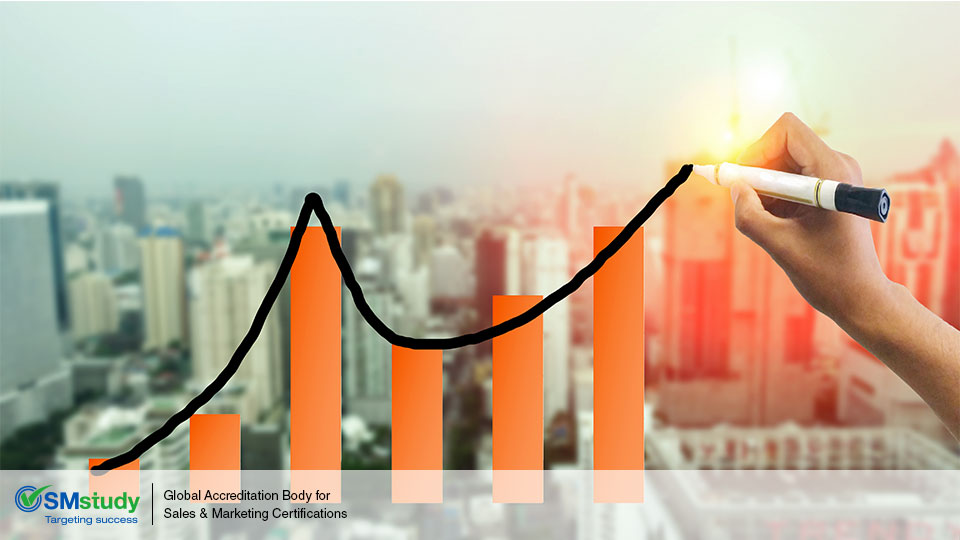 SMstudy
Targeting success
Global Accreditation Body for
Sales & Marketing Certifications